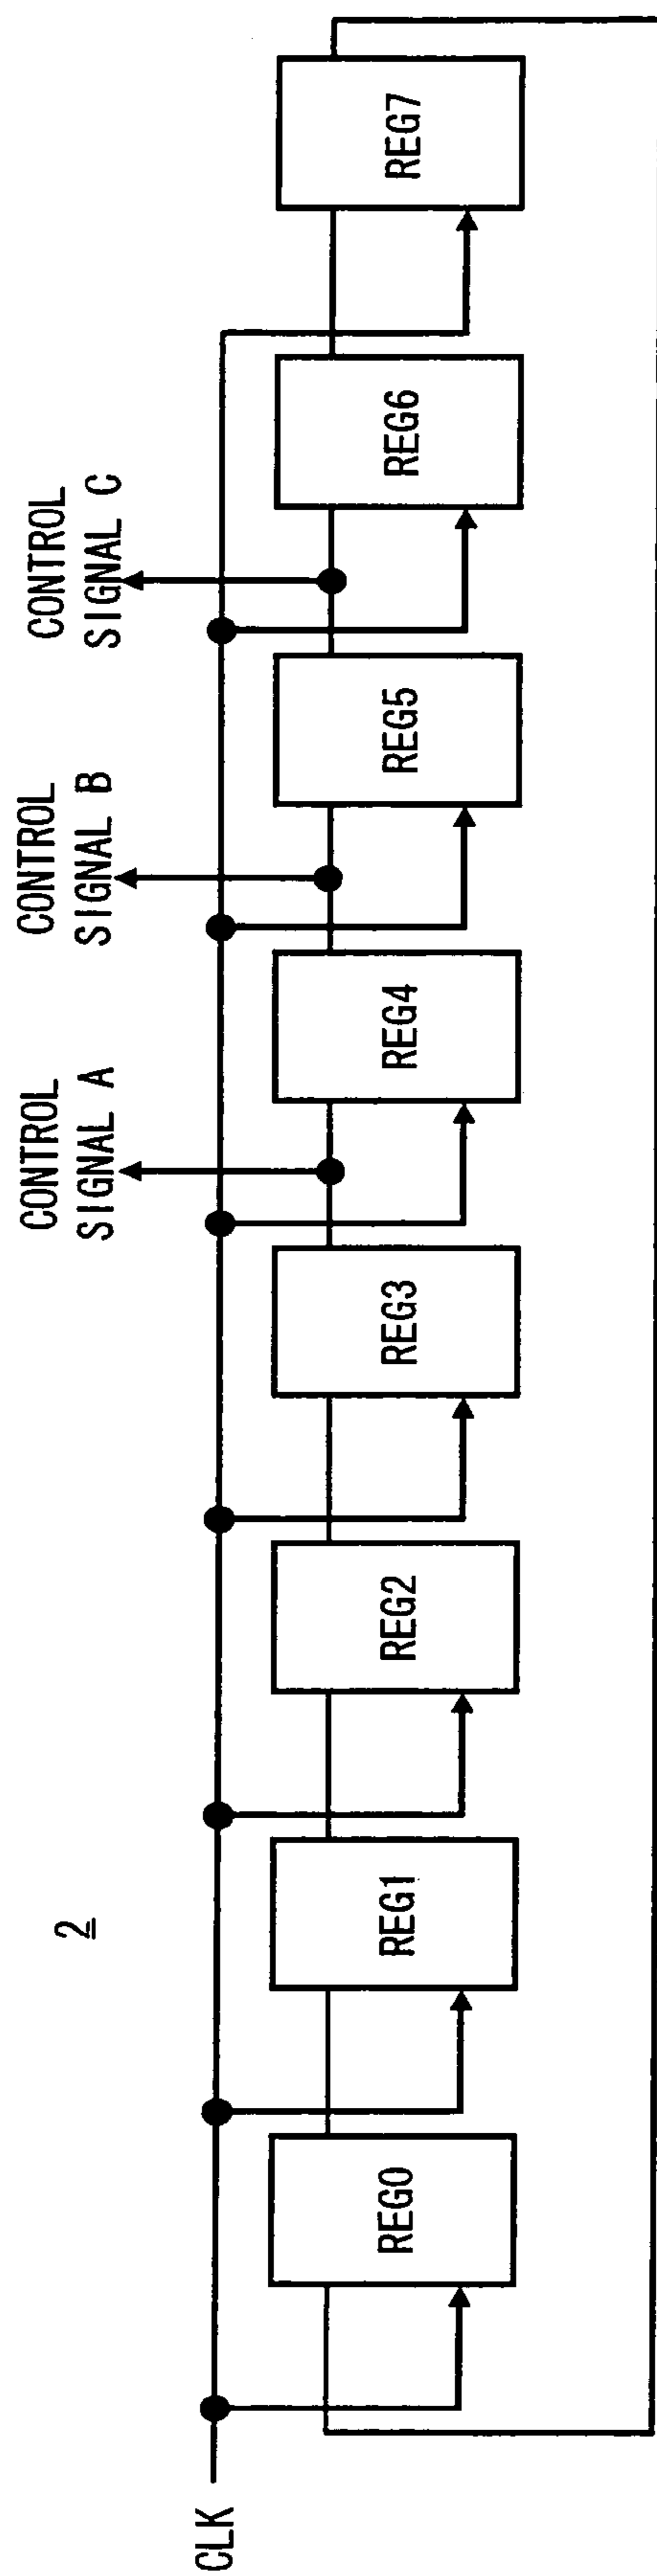 2
CONTROL
SIGNAL A
CONTROL
SIGNAL B
CONTROL
SIGNAL C
CLK
REG0
REG1
REG2
REG3
REG4
REG5
REG6
REG7